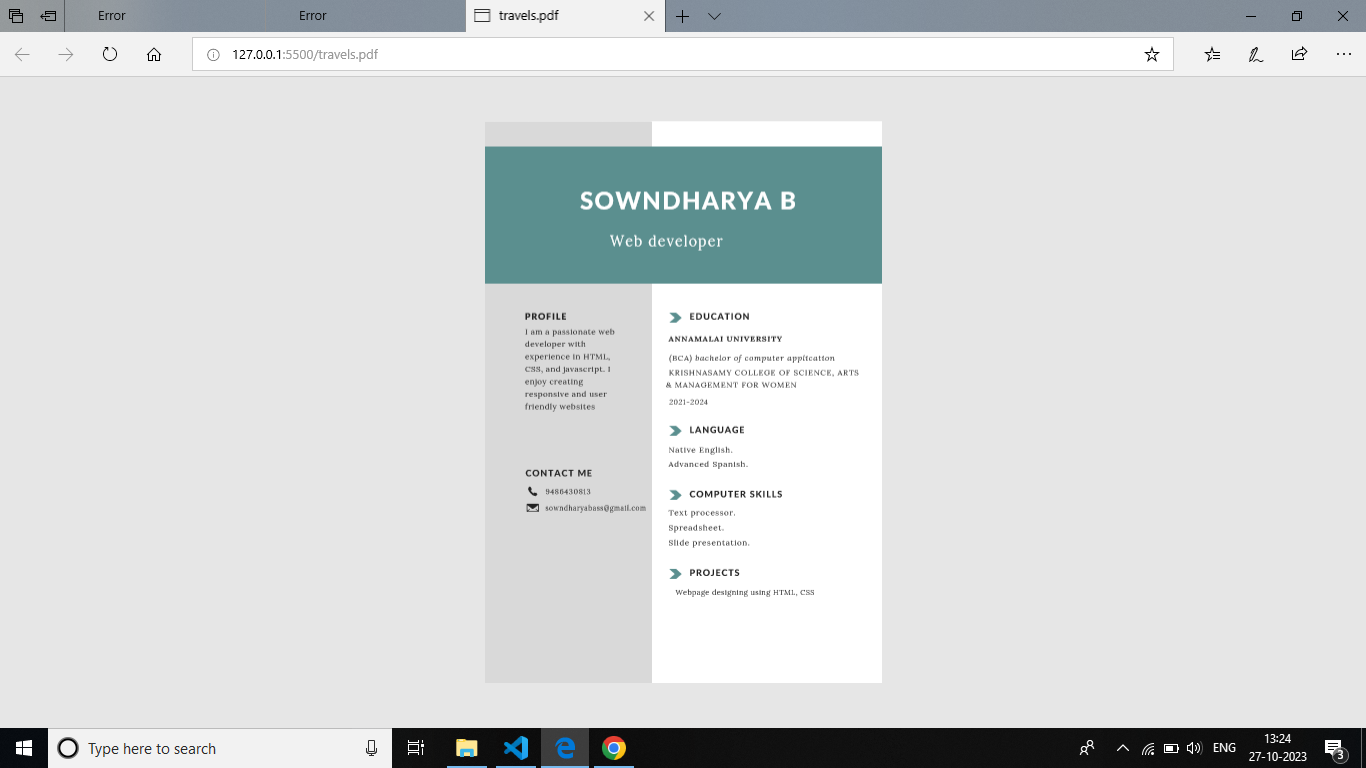 Error
Error
travels.pdf
127.0.0.1:5500/travels.pdf
SOWNDHARYA B
Web developer
PROFILE
I am a passionate web
developer with
experience in HTML,
CSS, and javascript. I
enjoy creating
responsive and user
friendly websites
CONTACT ME
9486430813
sowndharyabass@gmail.com
EDUCATION
ANNAMALAI UNIVERSITY
(BCA) bachelor of computer application
KRISHNASAMY COLLEGE OF SCIENCE, ARTS
& MANAGEMENT FOR WOMEN
2021-2024
LANGUAGE
Native English.
Advanced Spanish.
COMPUTER SKILLS
Text processor.
Spreadsheet.
Slide presentation.
PROJECTS
Webpage designing using HTML, CSS
Type here to search
ENG
13:24
27-10-2023
3